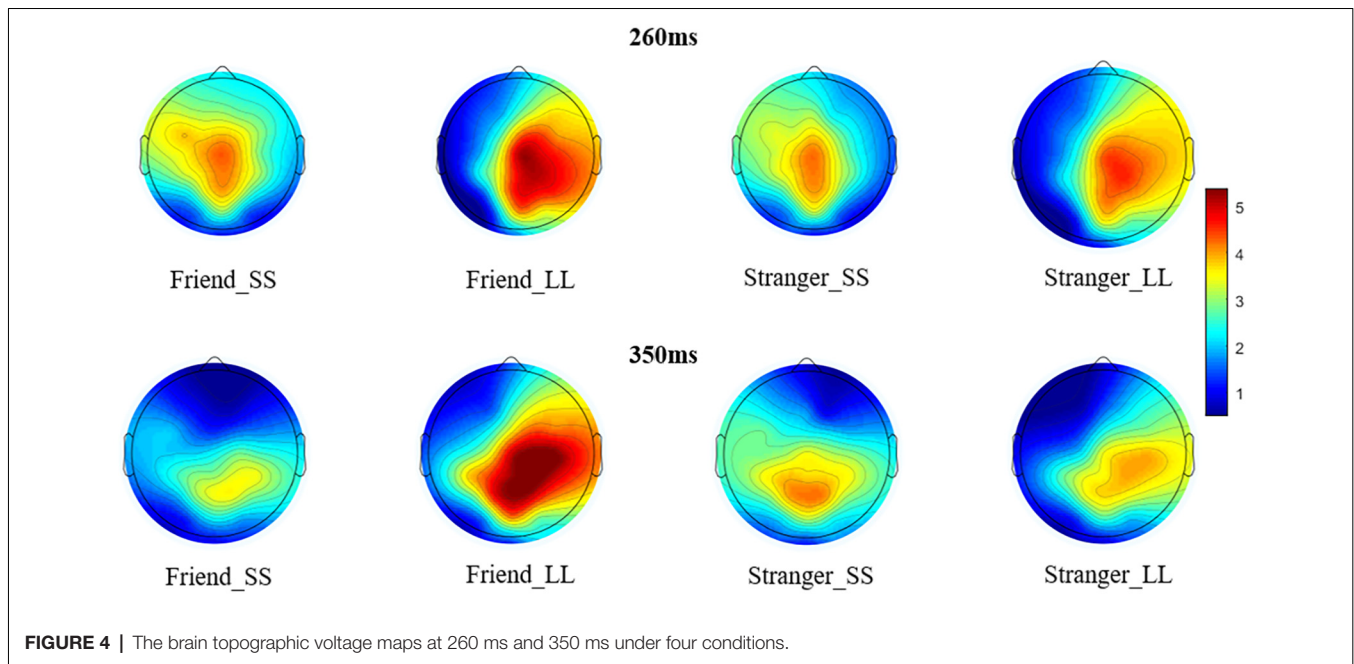 260ms
Friend_SS Friend_LL Stranger_SS Stranger_LL
5
4
3
2
1
350ms
Friend_SS Friend_LL Stranger_SS Stranger_LL
FIGURE 4 | The brain topographic voltage maps at 260 ms and 350 ms under four conditions.